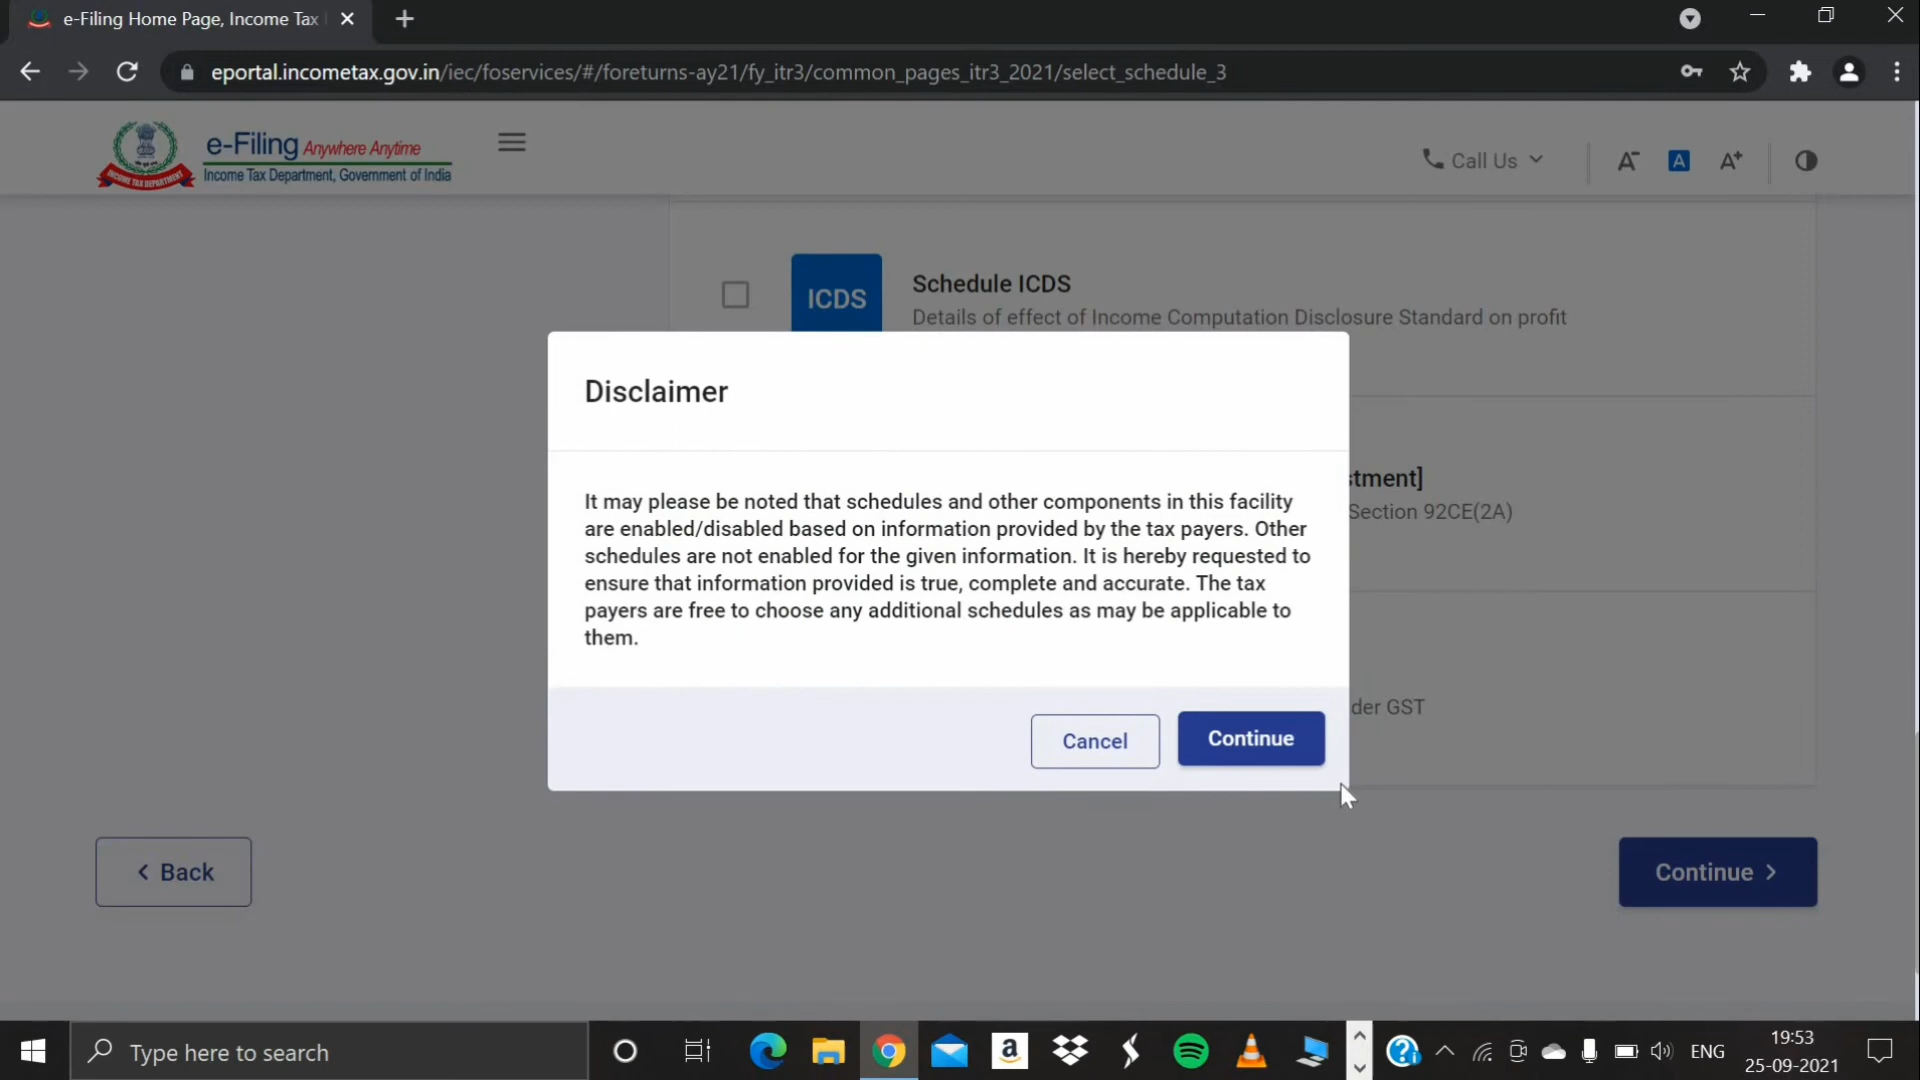 e-Filing Home Page, Income Tax
eportal.incometax.gov.in/iec/foservices/#/foreturns-ay21/fy_itr3/common_pages_itr3_2021/select_schedule_3
e-Filing Anywhere Anytime
Income Tax Department, Government of India
INCOME TAX DEPARTMENT
Call Us
A- A A+
ICDS
Schedule ICDS
Details of effect of Income Computation Disclosure Standard on profit
Disclaimer
stment]
Section 92CE(2A)
It may please be noted that schedules and other components in this facility
are enabled/disabled based on information provided by the tax payers. Other
schedules are not enabled for the given information. It is hereby requested to
ensure that information provided is true, complete and accurate. The tax
payers are free to choose any additional schedules as may be applicable to
them.
der GST
Cancel
Continue
< Back
Continue >
Type here to search
a
ENG
19:53
25-09-2021